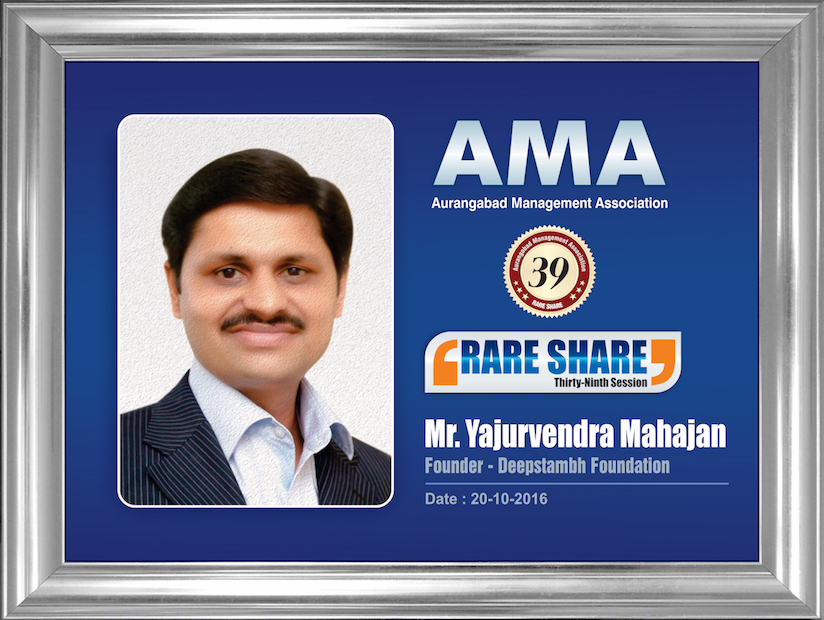 AMA
Aurangabad Management Association
Aurangabad Management Association
39
RARE SHARE
‘RARE SHARE’
Thirty-Ninth Session
Mr. Yajurvendra Mahajan
Founder - Deepstambh Foundation
Date : 20-10-2016